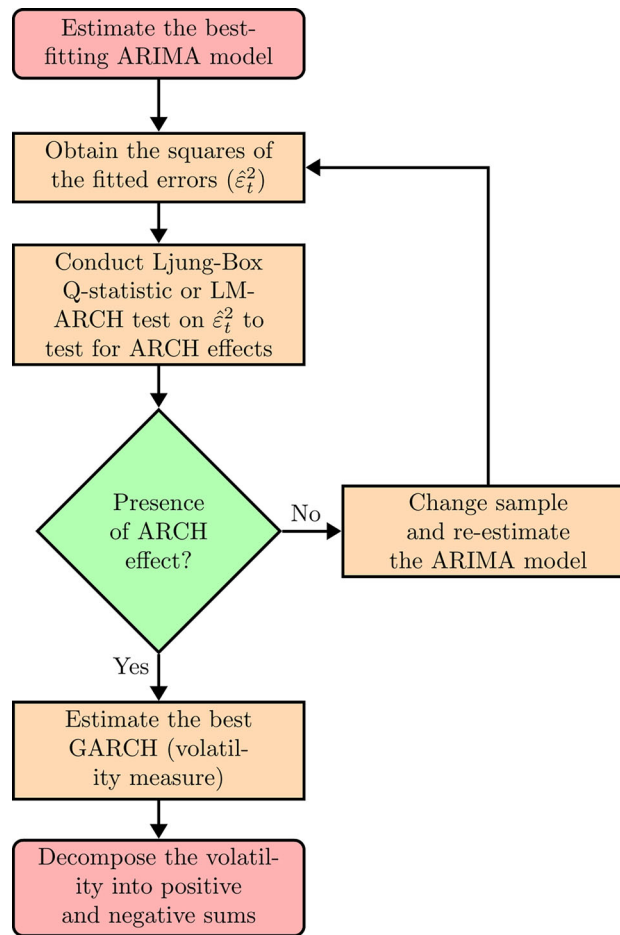 Estimate the best-
fitting ARIMA model
Obtain the squares of
the fitted errors (ε̂ₜ²)
Conduct Ljung-Box
Q-statistic or LM-
ARCH test on ε̂ₜ² to
test for ARCH effects
Presence
of ARCH
effect?
No
Change sample
and re-estimate
the ARIMA model
Yes
Estimate the best
GARCH (volatil-
ity measure)
Decompose the volatil-
ity into positive
and negative sums